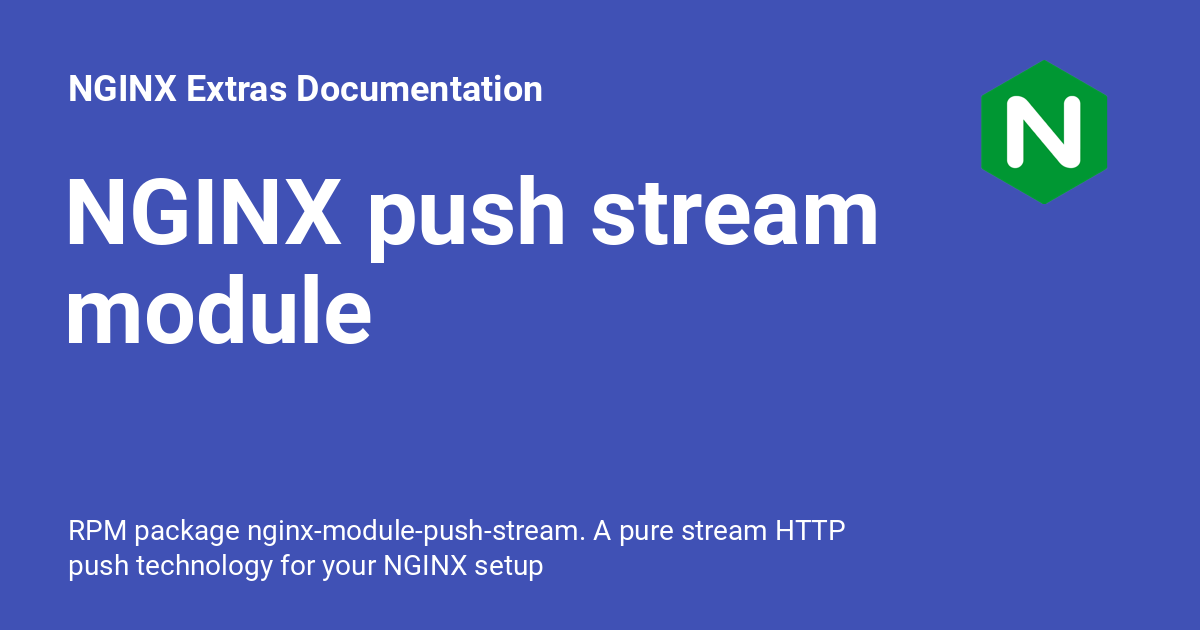 NGINX Extras Documentation
N
NGINX push stream
module
RPM package nginx-module-push-stream. A pure stream HTTP
push technology for your NGINX setup